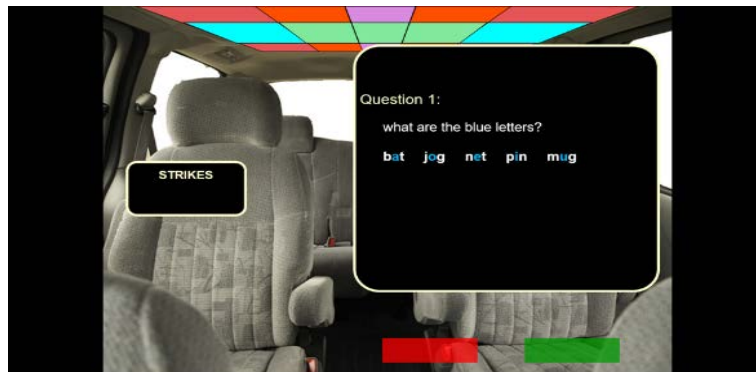 STRIKES
Question 1:
what are the blue letters?
bat jog net pin mug